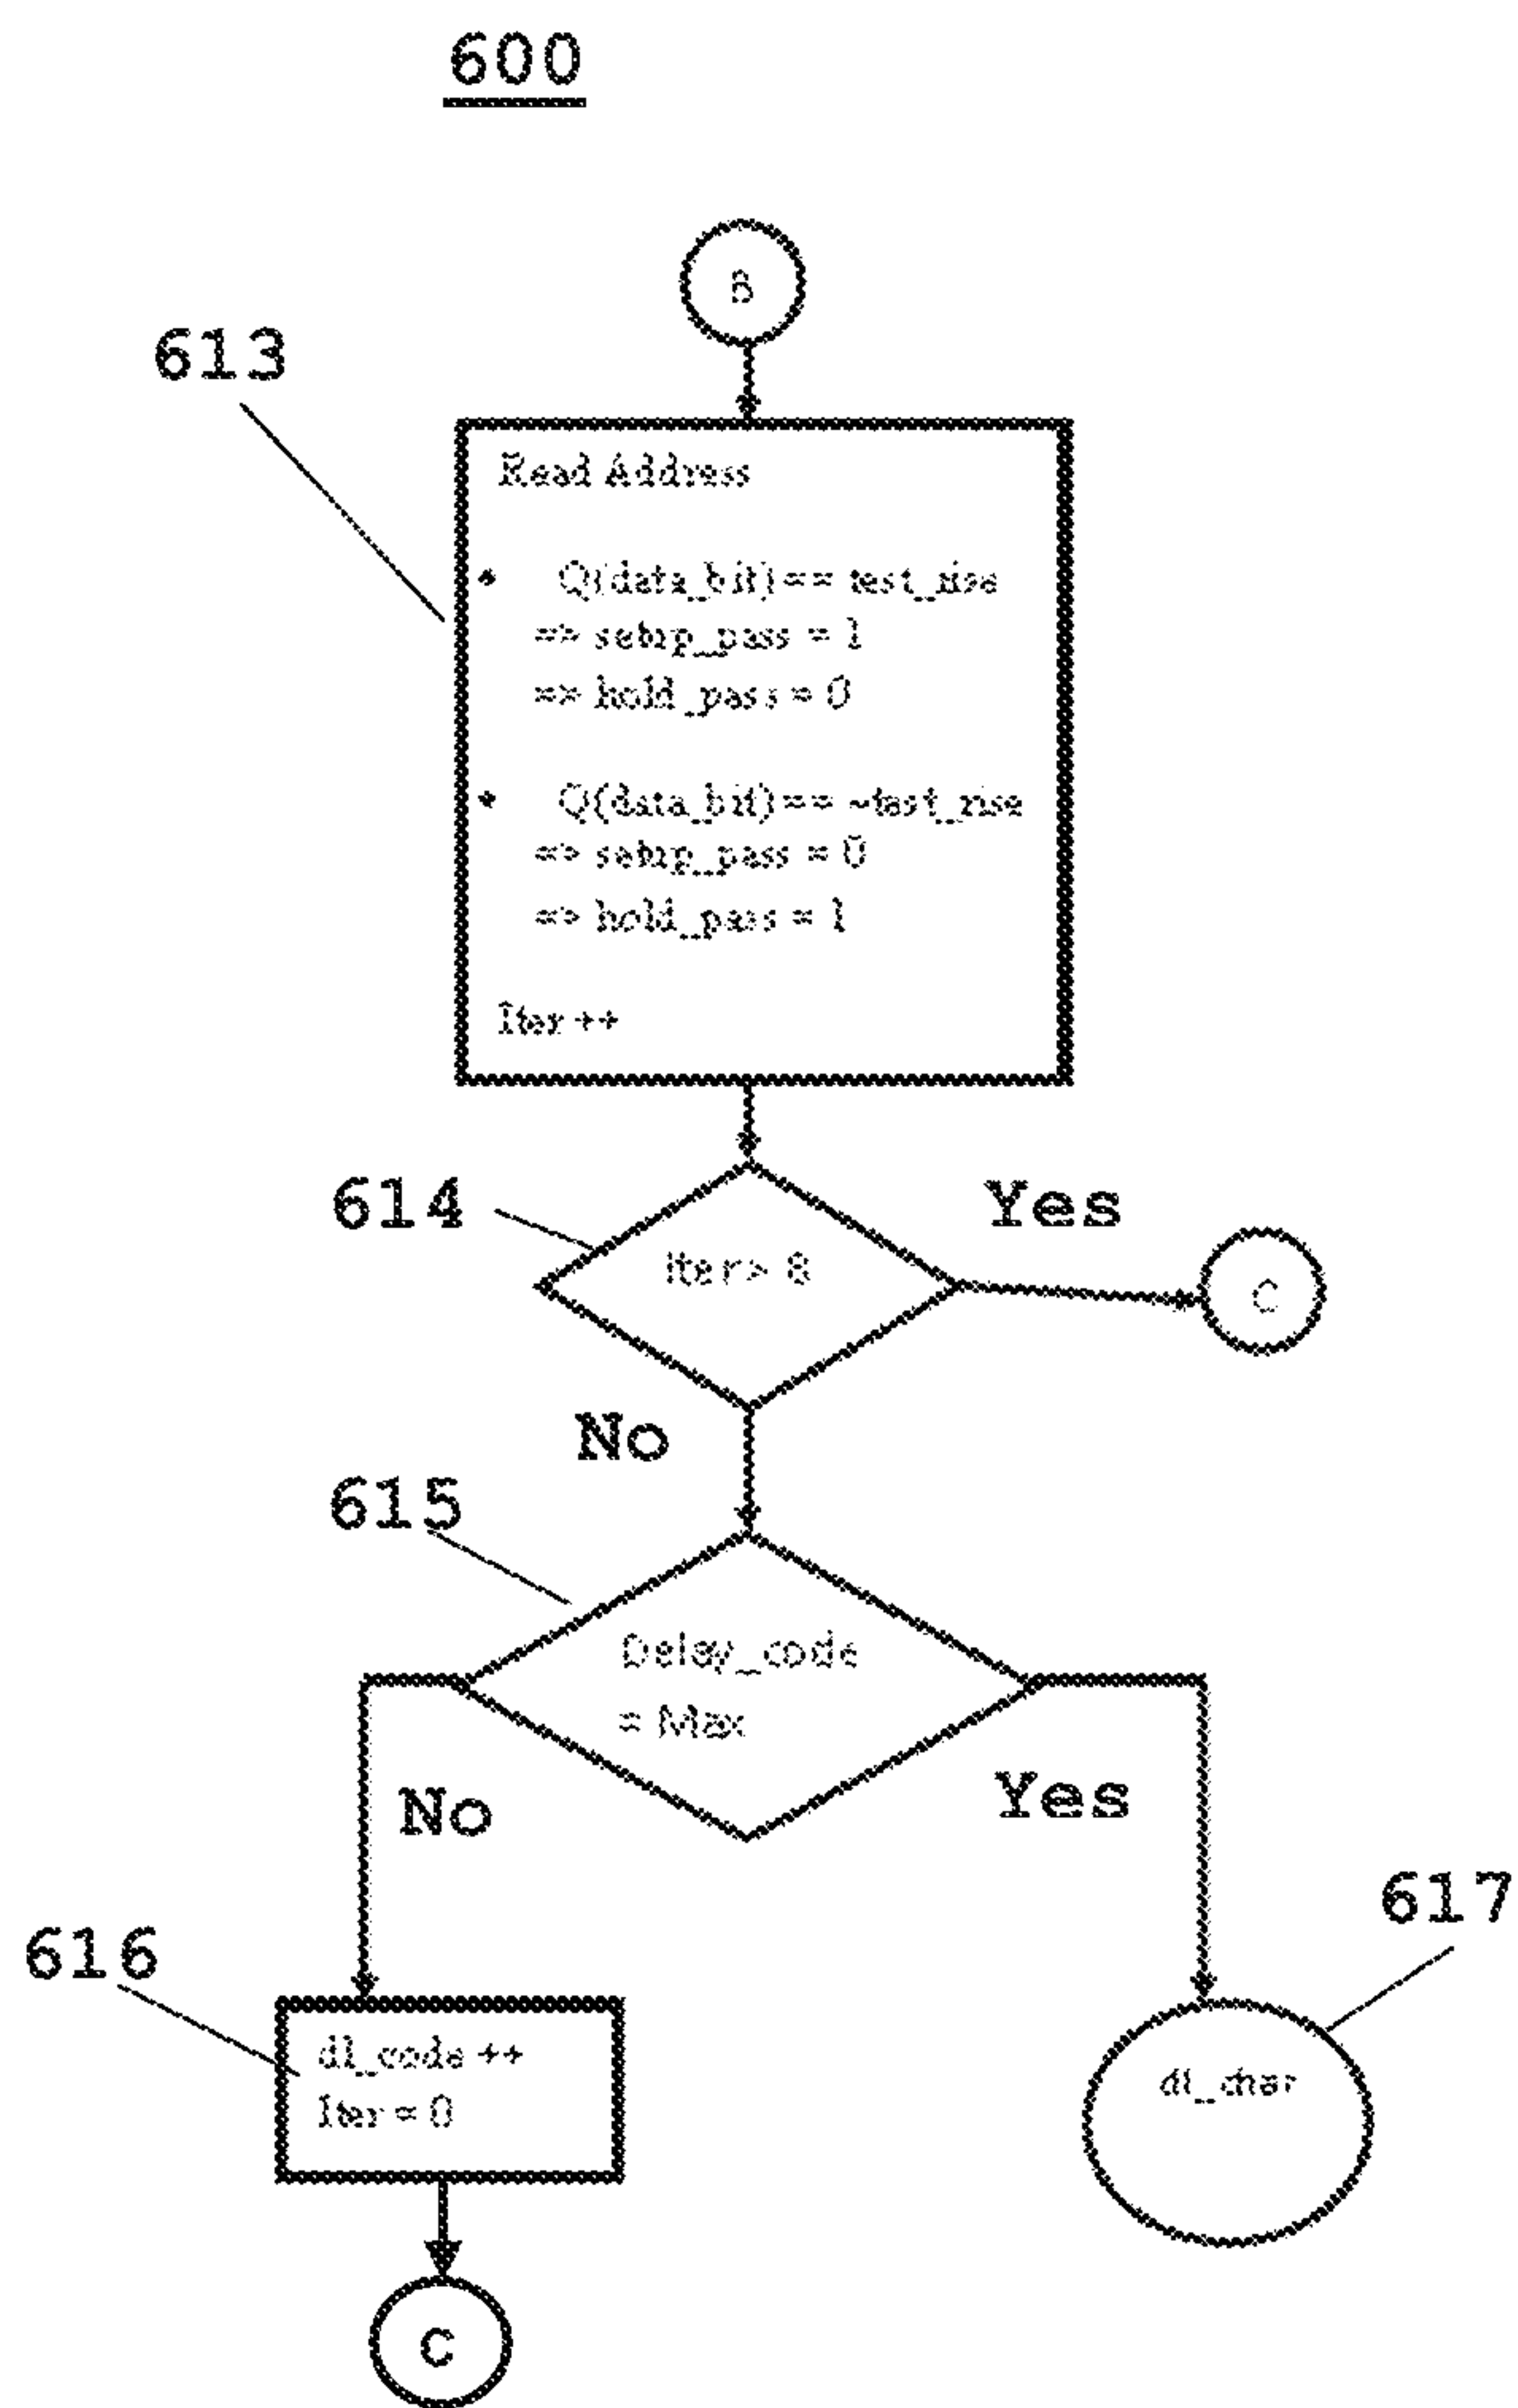 600
B
613
Read Address
* Q(data_bit)== test_rise
=> setup_pass = 1
=> hold_pass = 0
* Q(data_bit)== ~test_rise
=> setup_pass = 0
=> hold_pass = 1
Iter ++
614
Iter> 8
Yes
C
No
615
Delay_code
= Max
No
Yes
616
617
dl_code ++
Iter = 0
dl_char
C